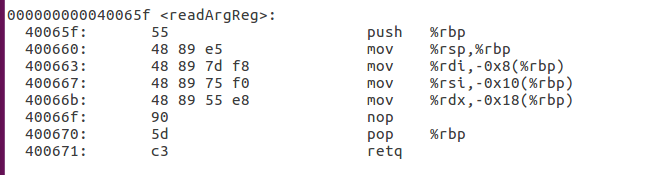 000000000040065f <readArgReg>:
40065f: 55 push %rbp
400660: 48 89 e5 mov %rsp,%rbp
400663: 48 89 7d f8 mov %rdi,-0x8(%rbp)
400667: 48 89 75 f0 mov %rsi,-0x10(%rbp)
40066b: 48 89 55 e8 mov %rdx,-0x18(%rbp)
40066f: 90 nop
400670: 5d pop %rbp
400671: c3 retq